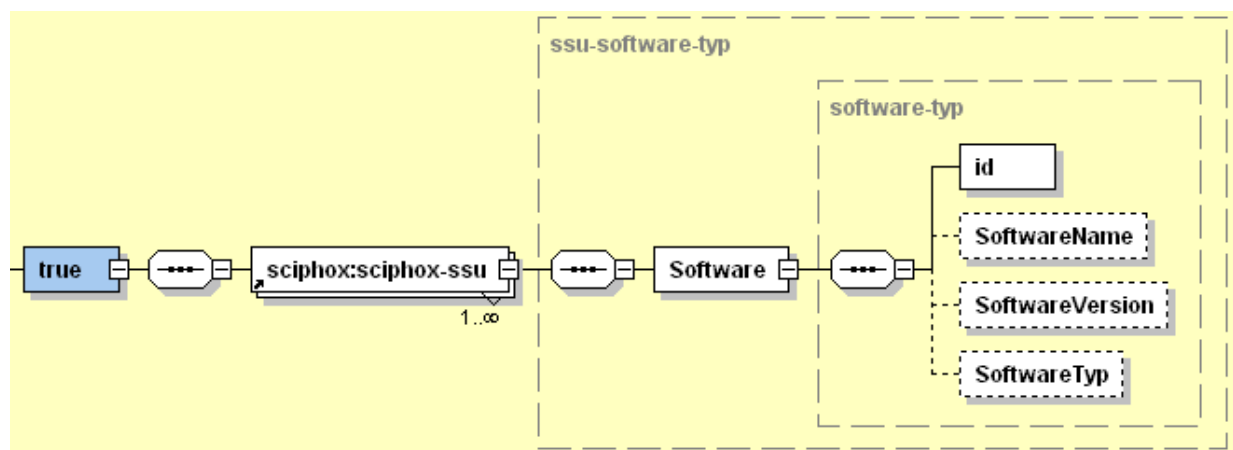 ssu-software-typ
software-typ
id
SoftwareName
true
sciphox:sciphox-ssu
Software
1..∞
SoftwareVersion
SoftwareTyp